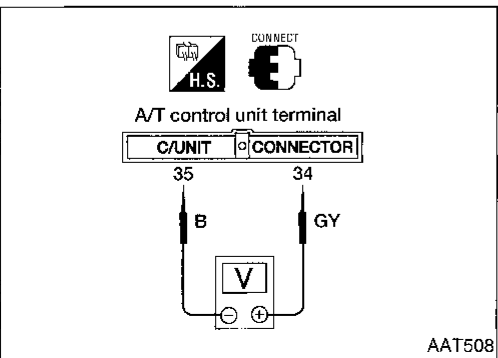 CONNECT
H.S.
A/T control unit terminal
C/UNIT CONNECTOR
35 34
B GY
V
⊖ ⊕
AAT508